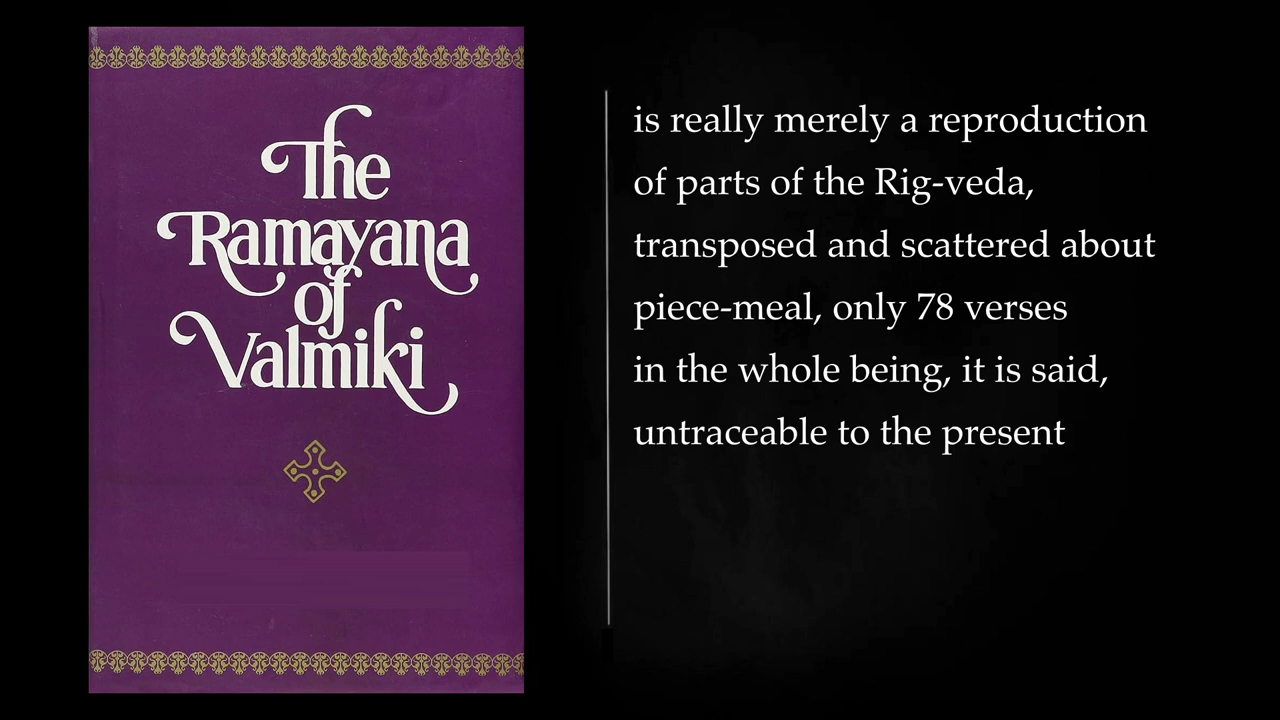 The
Ramayana
of
Valmiki
is really merely a reproduction
of parts of the Rig-veda,
transposed and scattered about
piece-meal, only 78 verses
in the whole being, it is said,
untraceable to the present